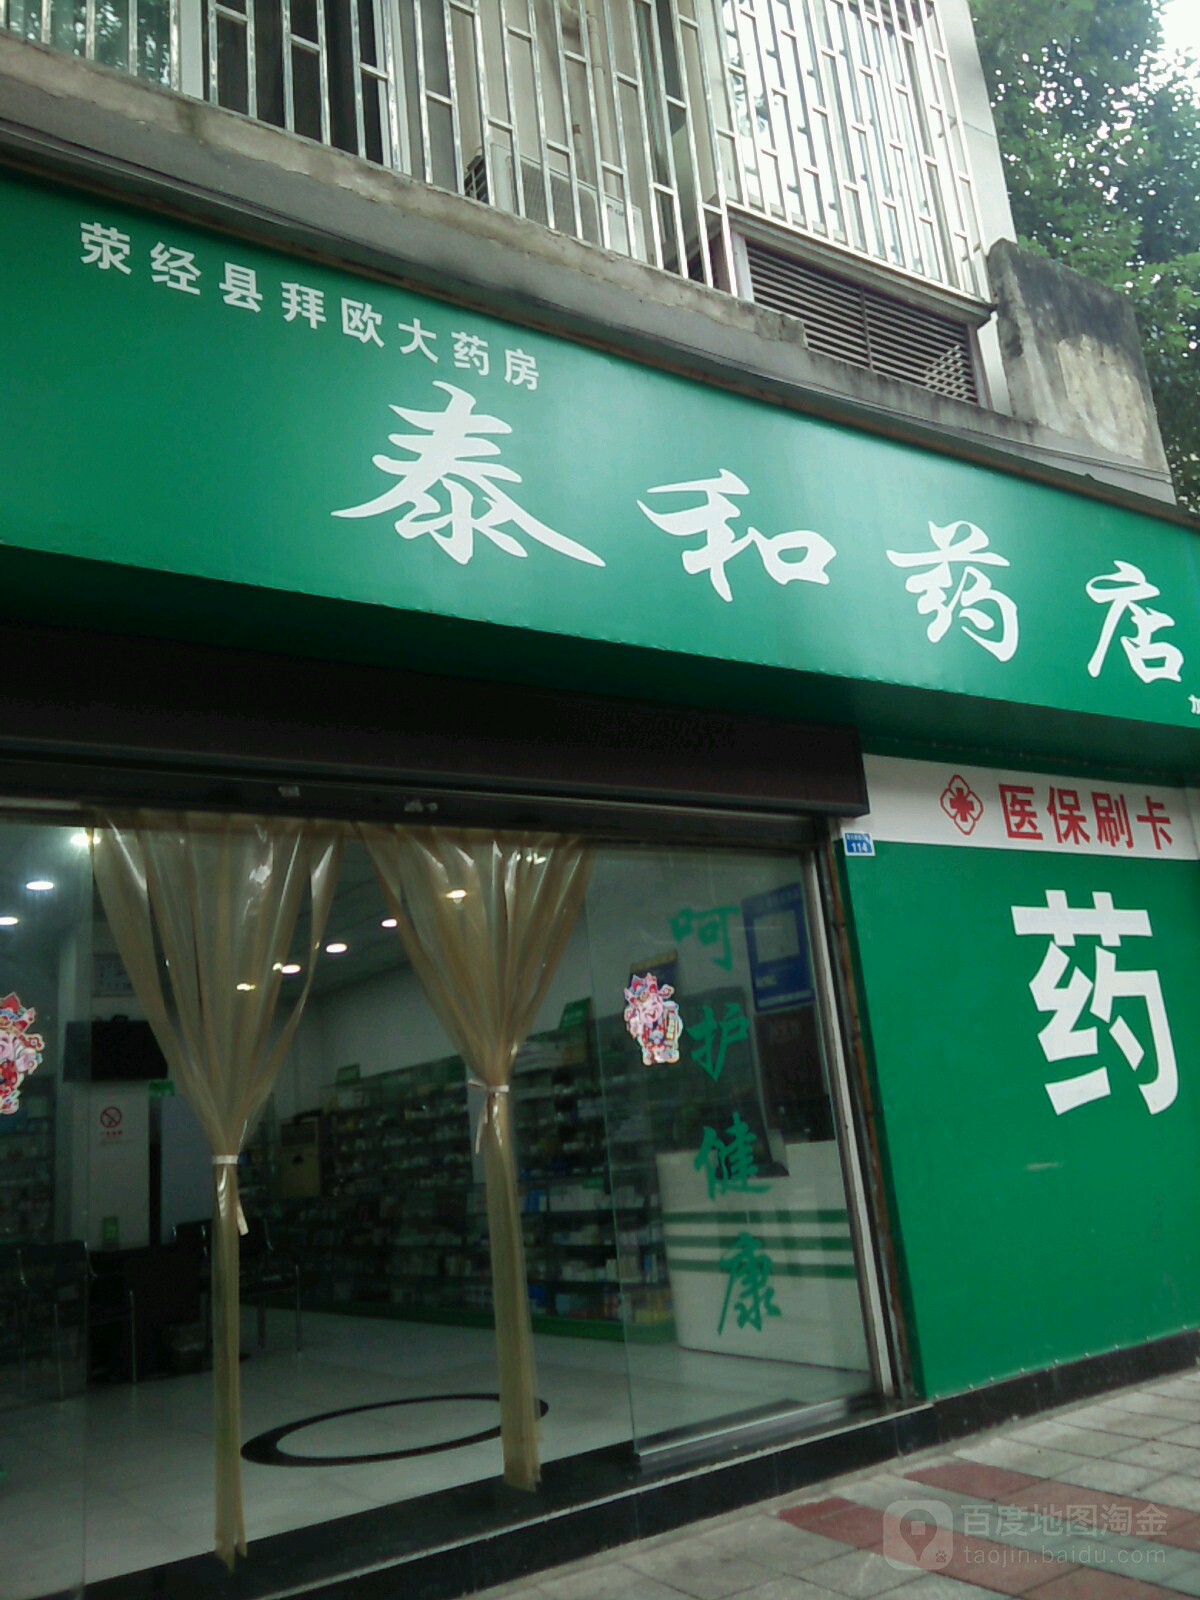 荥经县拜欧大药房
泰和药店
医保刷卡
114
药
呵护健康
百度地图淘金
taojin.baidu.com